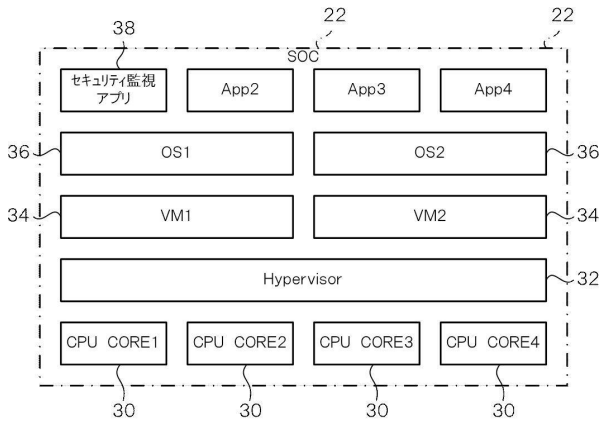 38
22
22
SOC
セキュリティ監視
アプリ
App2
App3
App4
36
OS1
OS2
36
34
VM1
VM2
34
Hypervisor
32
CPU CORE1
CPU CORE2
CPU CORE3
CPU CORE4
30
30
30
30